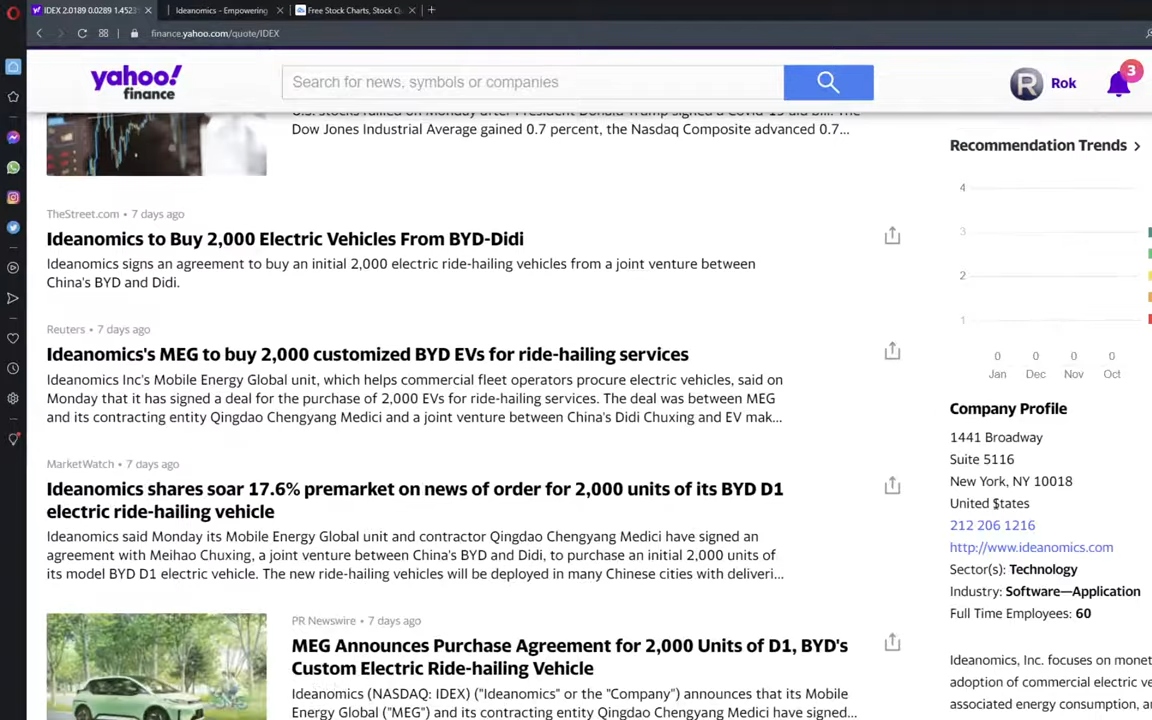 IDEX 2.0189 0.0289 1.4523
Ideanomics - Empowering
Free Stock Charts, Stock Q
finance.yahoo.com/quote/IDEX
yahoo!
finance
Search for news, symbols or companies
R
Rok
3
Dow Jones Industrial Average gained 0.7 percent, the Nasdaq Composite advanced 0.7...
TheStreet.com • 7 days ago
Ideanomics to Buy 2,000 Electric Vehicles From BYD-Didi
Ideanomics signs an agreement to buy an initial 2,000 electric ride-hailing vehicles from a joint venture between
China's BYD and Didi.
Reuters • 7 days ago
Ideanomics's MEG to buy 2,000 customized BYD EVs for ride-hailing services
Ideanomics Inc's Mobile Energy Global unit, which helps commercial fleet operators procure electric vehicles, said on
Monday that it has signed a deal for the purchase of 2,000 EVs for ride-hailing services. The deal was between MEG
and its contracting entity Qingdao Chengyang Medici and a joint venture between China's Didi Chuxing and EV mak...
MarketWatch • 7 days ago
Ideanomics shares soar 17.6% premarket on news of order for 2,000 units of its BYD D1
electric ride-hailing vehicle
Ideanomics said Monday its Mobile Energy Global unit and contractor Qingdao Chengyang Medici have signed an
agreement with Meihao Chuxing, a joint venture between China's BYD and Didi, to purchase an initial 2,000 units of
its model BYD D1 electric vehicle. The new ride-hailing vehicles will be deployed in many Chinese cities with deliveri...
PR Newswire • 7 days ago
MEG Announces Purchase Agreement for 2,000 Units of D1, BYD's
Custom Electric Ride-hailing Vehicle
Ideanomics (NASDAQ: IDEX) ("Ideanomics" or the "Company") announces that its Mobile
Energy Global ("MEG") and its contracting entity Qingdao Chengyang Medici have signed...
Recommendation Trends
4
3
2
1
0 0 0 0
Jan Dec Nov Oct
Company Profile
1441 Broadway
Suite 5116
New York, NY 10018
United States
212 206 1216
http://www.ideanomics.com
Sector(s): Technology
Industry: Software—Application
Full Time Employees: 60
Ideanomics, Inc. focuses on monet
adoption of commercial electric ve
associated energy consumption, a